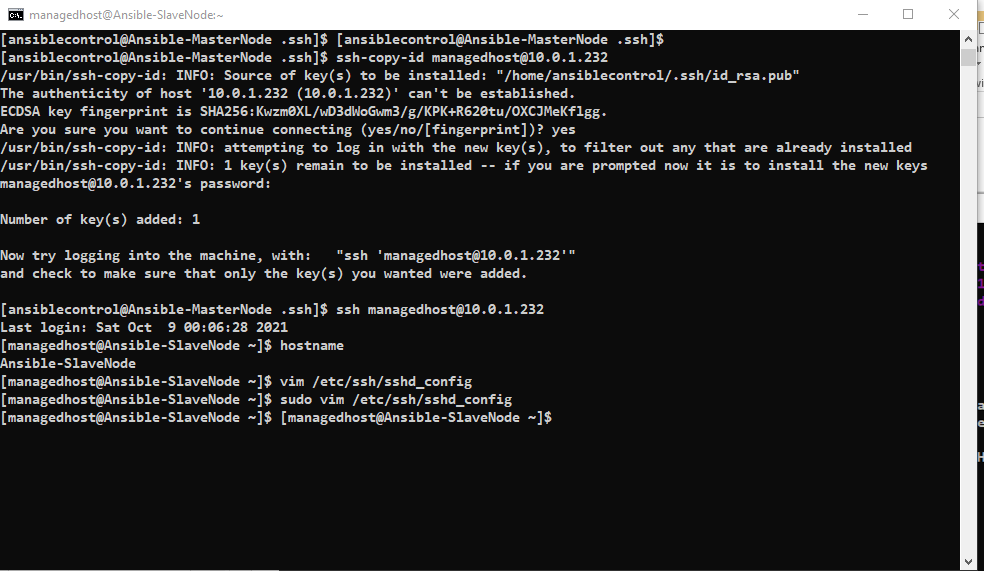 managedhost@Ansible-SlaveNode:~
[ansiblecontrol@Ansible-MasterNode .ssh]$ [ansiblecontrol@Ansible-MasterNode .ssh]$
[ansiblecontrol@Ansible-MasterNode .ssh]$ ssh-copy-id managedhost@10.0.1.232
/usr/bin/ssh-copy-id: INFO: Source of key(s) to be installed: "/home/ansiblecontrol/.ssh/id_rsa.pub"
The authenticity of host '10.0.1.232 (10.0.1.232)' can't be established.
ECDSA key fingerprint is SHA256:Kwzm0XL/wD3dWoGwm3/g/KPK+R620tu/OXCJMeKflgg.
Are you sure you want to continue connecting (yes/no/[fingerprint])? yes
/usr/bin/ssh-copy-id: INFO: attempting to log in with the new key(s), to filter out any that are already installed
/usr/bin/ssh-copy-id: INFO: 1 key(s) remain to be installed -- if you are prompted now it is to install the new keys
managedhost@10.0.1.232's password:
Number of key(s) added: 1
Now try logging into the machine, with:   "ssh 'managedhost@10.0.1.232'"
and check to make sure that only the key(s) you wanted were added.
[ansiblecontrol@Ansible-MasterNode .ssh]$ ssh managedhost@10.0.1.232
Last login: Sat Oct  9 00:06:28 2021
[managedhost@Ansible-SlaveNode ~]$ hostname
Ansible-SlaveNode
[managedhost@Ansible-SlaveNode ~]$ vim /etc/ssh/sshd_config
[managedhost@Ansible-SlaveNode ~]$ sudo vim /etc/ssh/sshd_config
[managedhost@Ansible-SlaveNode ~]$ [managedhost@Ansible-SlaveNode ~]$